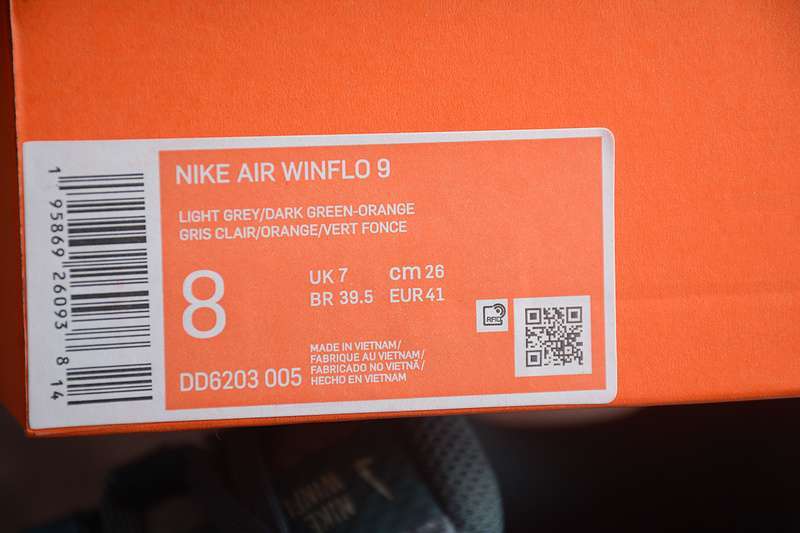 NIKE AIR WINFLO 9
LIGHT GREY/DARK GREEN-ORANGE
GRIS CLAIR/ORANGE/VERT FONCE
8
UK 7 cm 26
BR 39.5 EUR 41
RFID
DD6203 005
MADE IN VIETNAM/
FABRIQUE AU VIETNAM/
FABRICADO NO VIETNÃ/
HECHO EN VIETNAM
1 95869 26093 8 14
NIKE